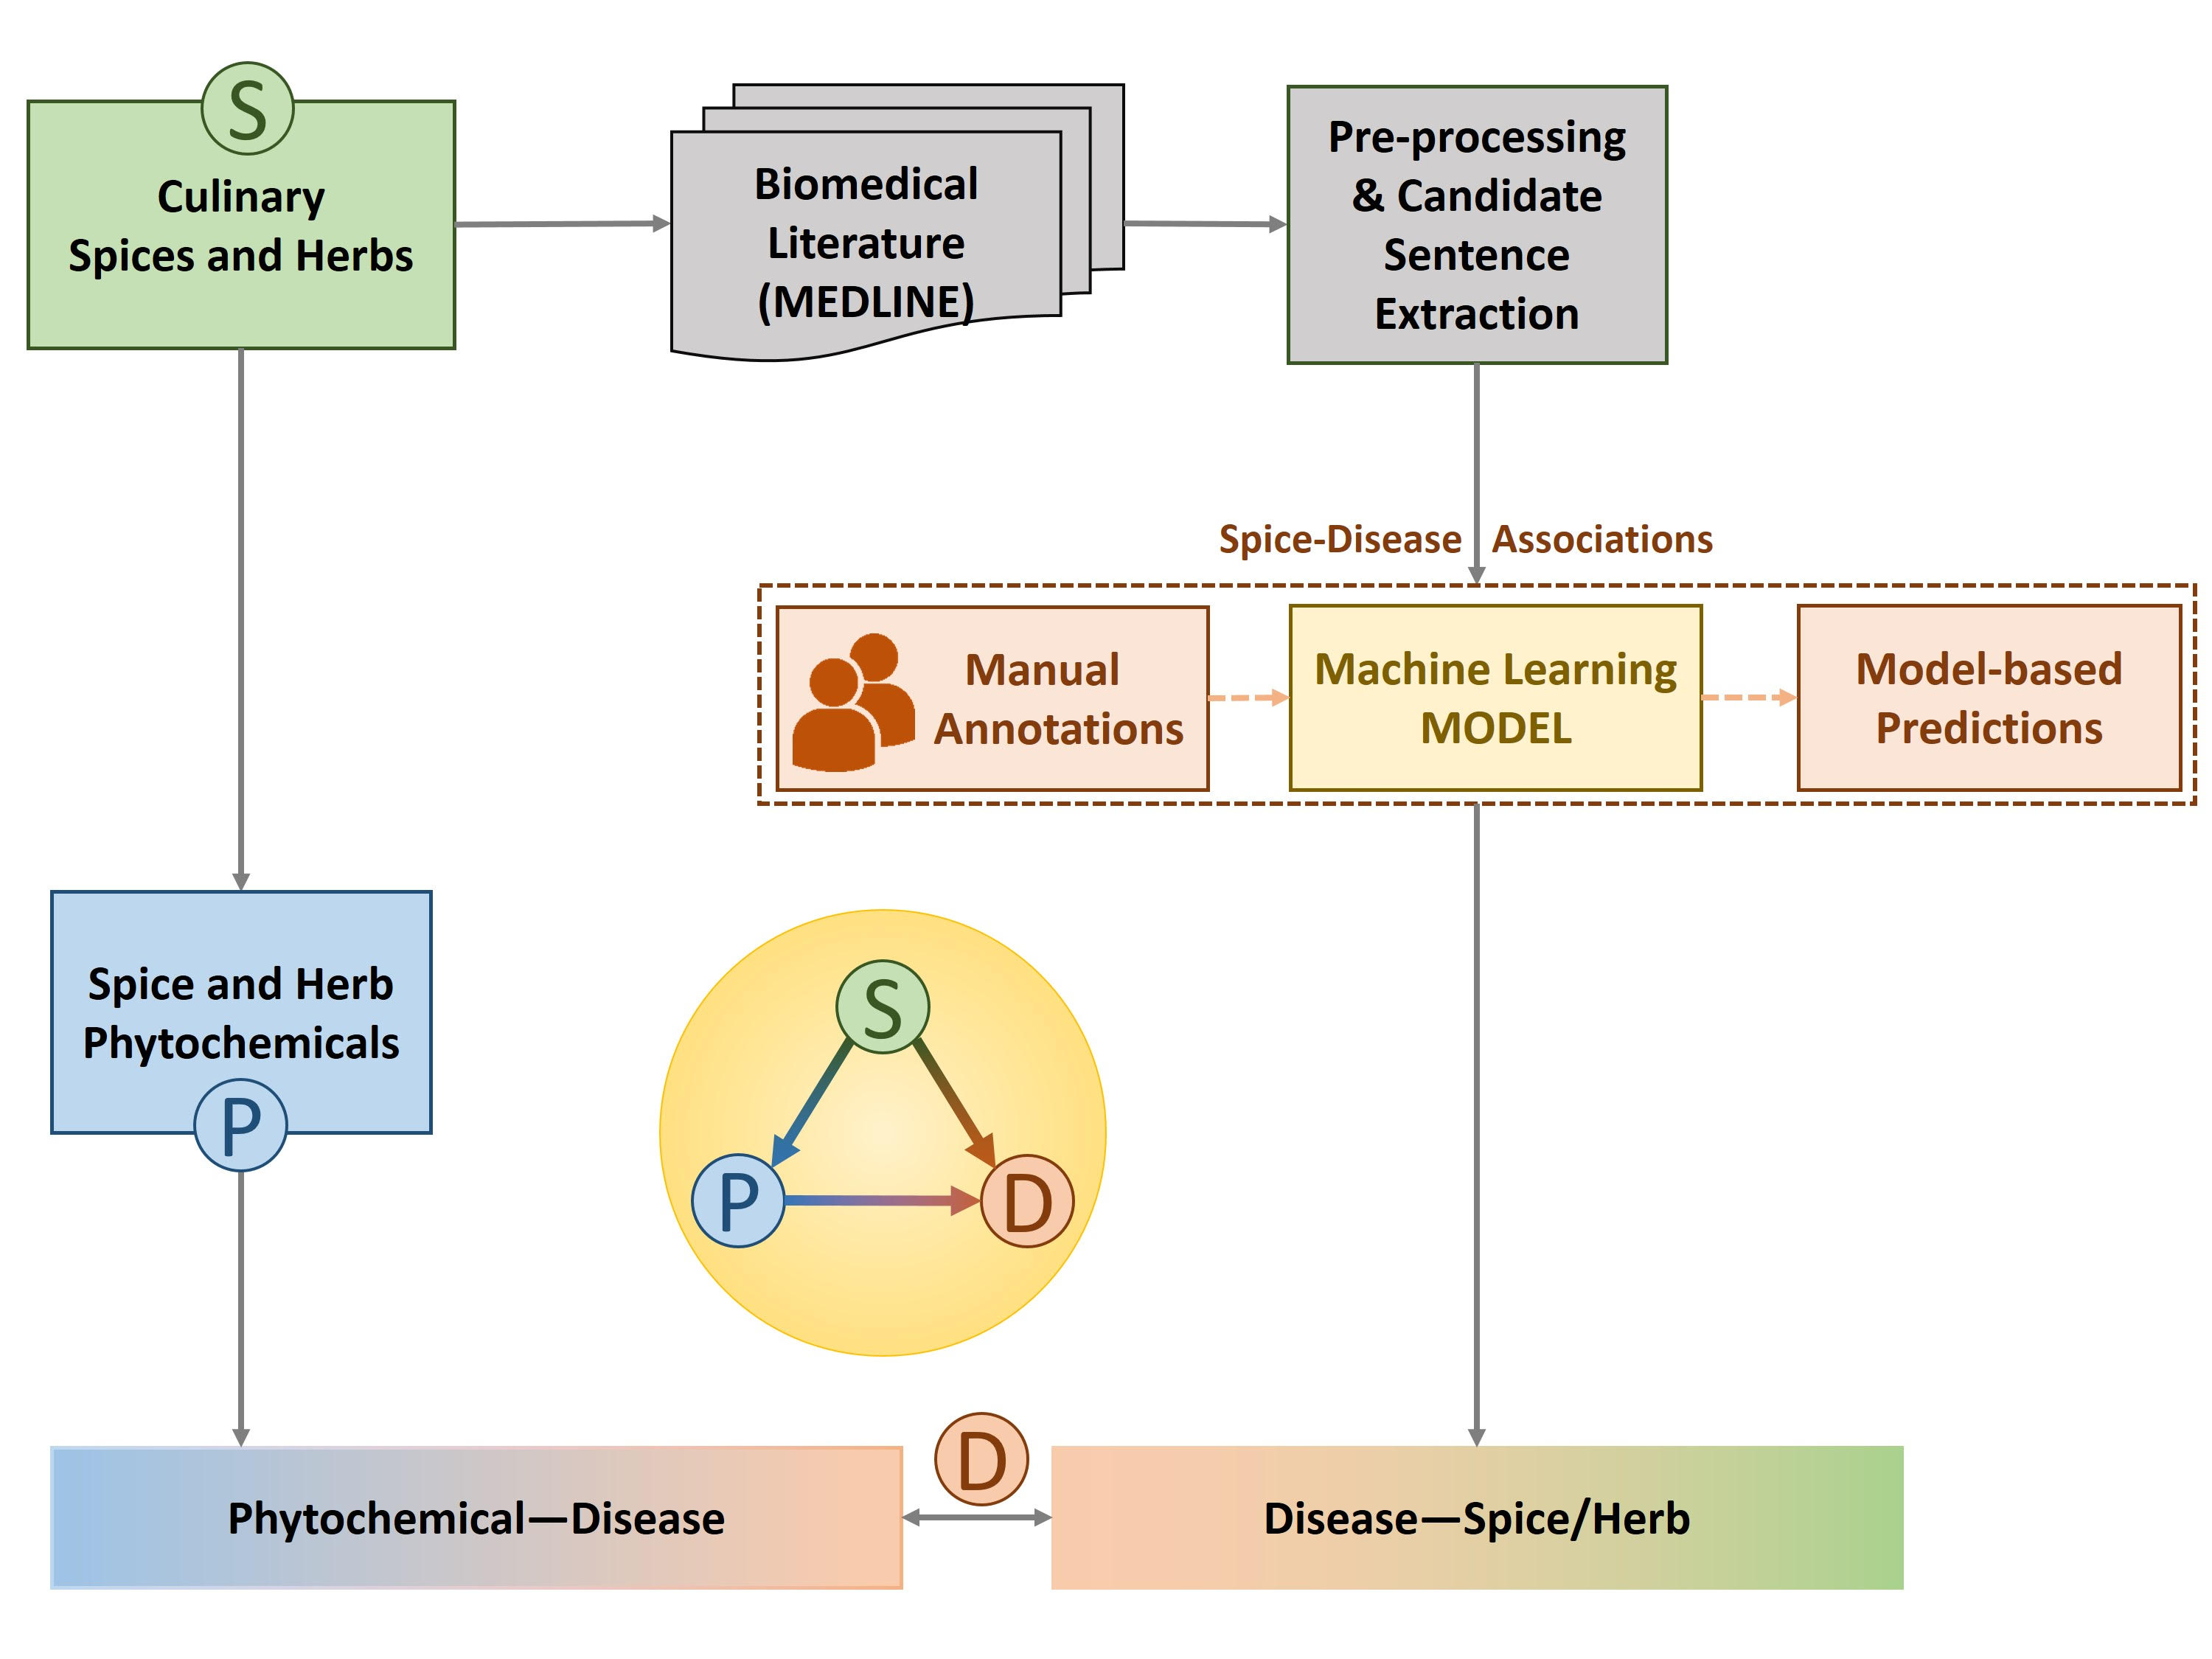 S
Culinary
Spices and Herbs
Biomedical
Literature
(MEDLINE)
Pre-processing
& Candidate
Sentence
Extraction
Spice-Disease Associations
Manual
Annotations
Machine Learning
MODEL
Model-based
Predictions
Spice and Herb
Phytochemicals
P
S
P
D
D
Phytochemical—Disease
Disease—Spice/Herb